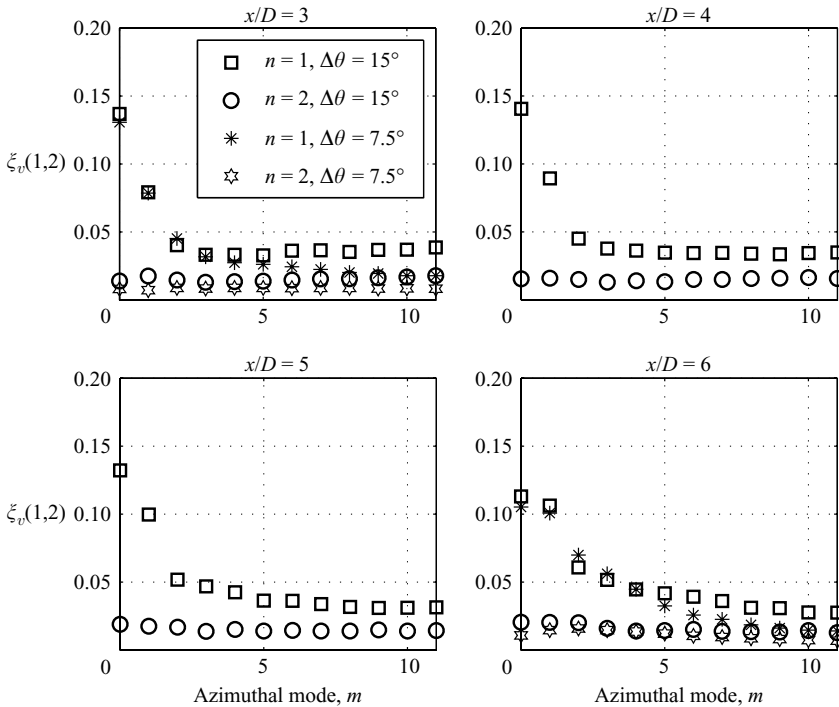 x/D = 3
x/D = 4
0.20
0.15
0.10
0.05
ξv(1,2)
n = 1, Δθ = 15°
n = 2, Δθ = 15°
n = 1, Δθ = 7.5°
n = 2, Δθ = 7.5°
0
5
10
0.20
0.15
0.10
0.05
0
5
10
x/D = 5
x/D = 6
0.20
0.15
0.10
0.05
ξv(1,2)
0
5
10
Azimuthal mode, m
0.20
0.15
0.10
0.05
0
5
10
Azimuthal mode, m